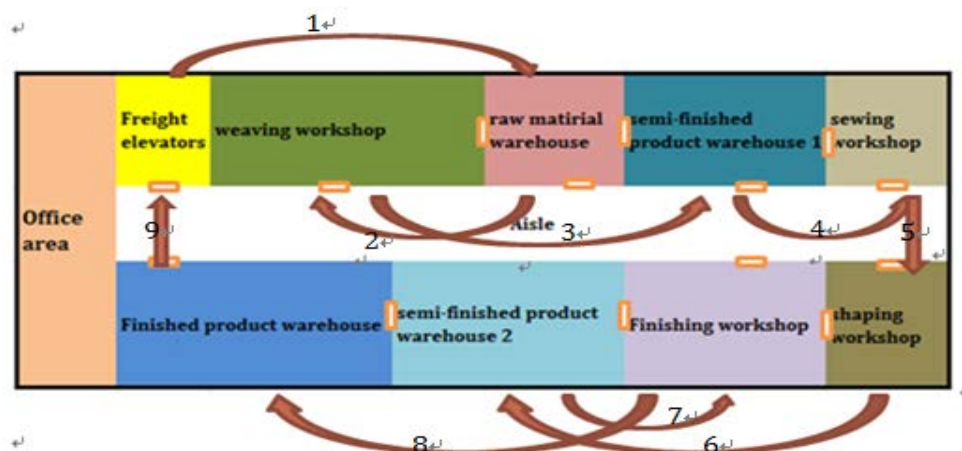 1
Freight
elevators
weaving workshop
raw matirial
warehouse
semi-finished
product warehouse 1
sewing
workshop
Office
area
9
2
Aisle
3
4
5
Finished product warehouse
semi-finished product
warehouse 2
Finishing workshop
shaping
workshop
8
7
6